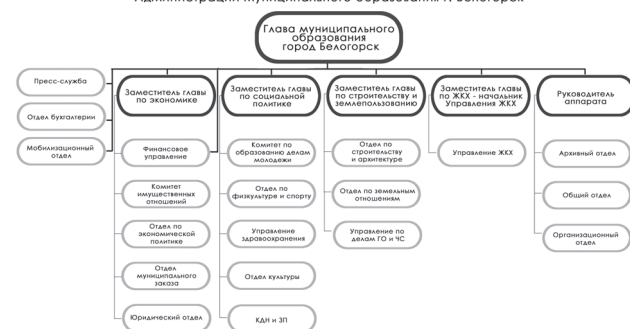 Администрация муниципального образования г. Белогорск
Глава муниципального
образования
город Белогорск
Пресс-служба
Отдел бухгалтерии
Мобилизационный
отдел
Заместитель главы
по экономике
Финансовое
управление
Комитет
имущественных
отношений
Отдел по
экономической
политике
Отдел
муниципального
заказа
Юридический отдел
Заместитель главы
по социальной
политике
Комитет по
образованию делам
молодежи
Отдел по
физкультуре и спорту
Управление
здравоохранения
Отдел культуры
КДН и ЗП
Заместитель главы
по строительству и
землепользованию
Отдел по
строительству
и архитектуре
Отдел по земельным
отношениям
Управление по
делам ГО и ЧС
Заместитель главы
по ЖКХ - начальник
Управления ЖКХ
Управление ЖКХ
Руководитель
аппарата
Архивный отдел
Общий отдел
Организационный
отдел